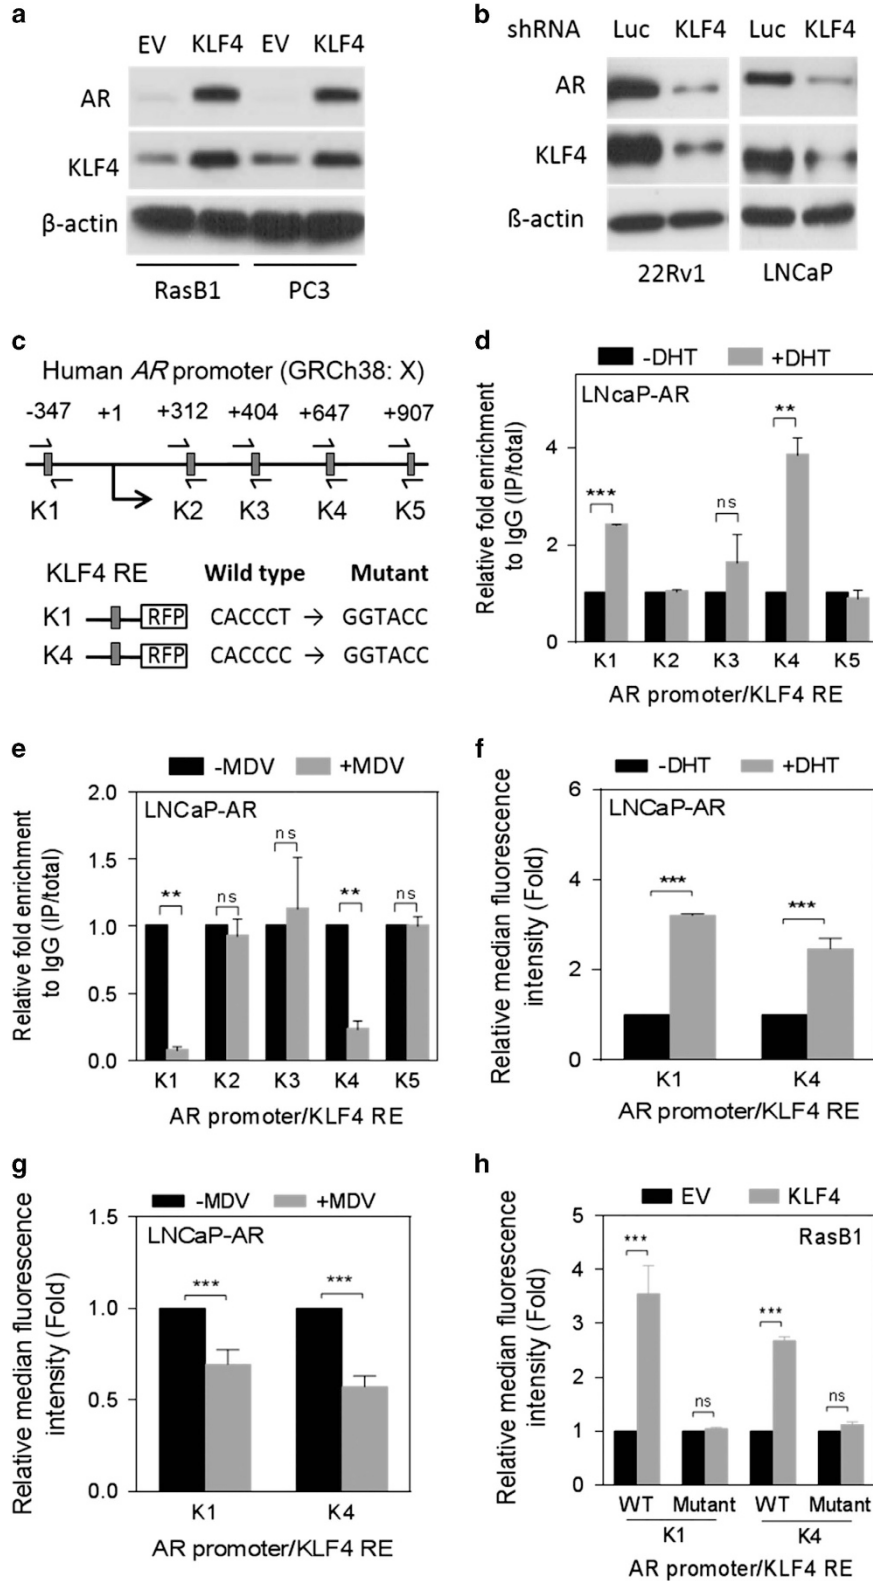 a
EV KLF4 EV KLF4
AR
KLF4
β-actin
RasB1 PC3
b
shRNA Luc KLF4 Luc KLF4
AR
KLF4
ß-actin
22Rv1 LNCaP
c
Human AR promoter (GRCh38: X)
-347 +1 +312 +404 +647 +907
K1 K2 K3 K4 K5
KLF4 RE Wild type Mutant
K1 RFP CACCCT → GGTACC
K4 RFP CACCCC → GGTACC
d
-DHT +DHT
LNcaP-AR
Relative fold enrichment
to IgG (IP/total)
4
2
0
*** ns **
K1 K2 K3 K4 K5
AR promoter/KLF4 RE
e
-MDV +MDV
LNCaP-AR
Relative fold enrichment
to IgG (IP/total)
2.0
1.5
1.0
0.5
0.0
** ns ns ** ns
K1 K2 K3 K4 K5
AR promoter/KLF4 RE
f
-DHT +DHT
LNCaP-AR
Relative median fluorescence
intensity (Fold)
6
4
2
0
*** ***
K1 K4
AR promoter/KLF4 RE
g
-MDV +MDV
LNCaP-AR
Relative median fluorescence
intensity (Fold)
1.5
1.0
0.5
0.0
*** ***
K1 K4
AR promoter/KLF4 RE
h
EV KLF4
RasB1
Relative median fluorescence
intensity (Fold)
5
4
3
2
1
0
*** ns *** ns
WT Mutant WT Mutant
K1 K4
AR promoter/KLF4 RE